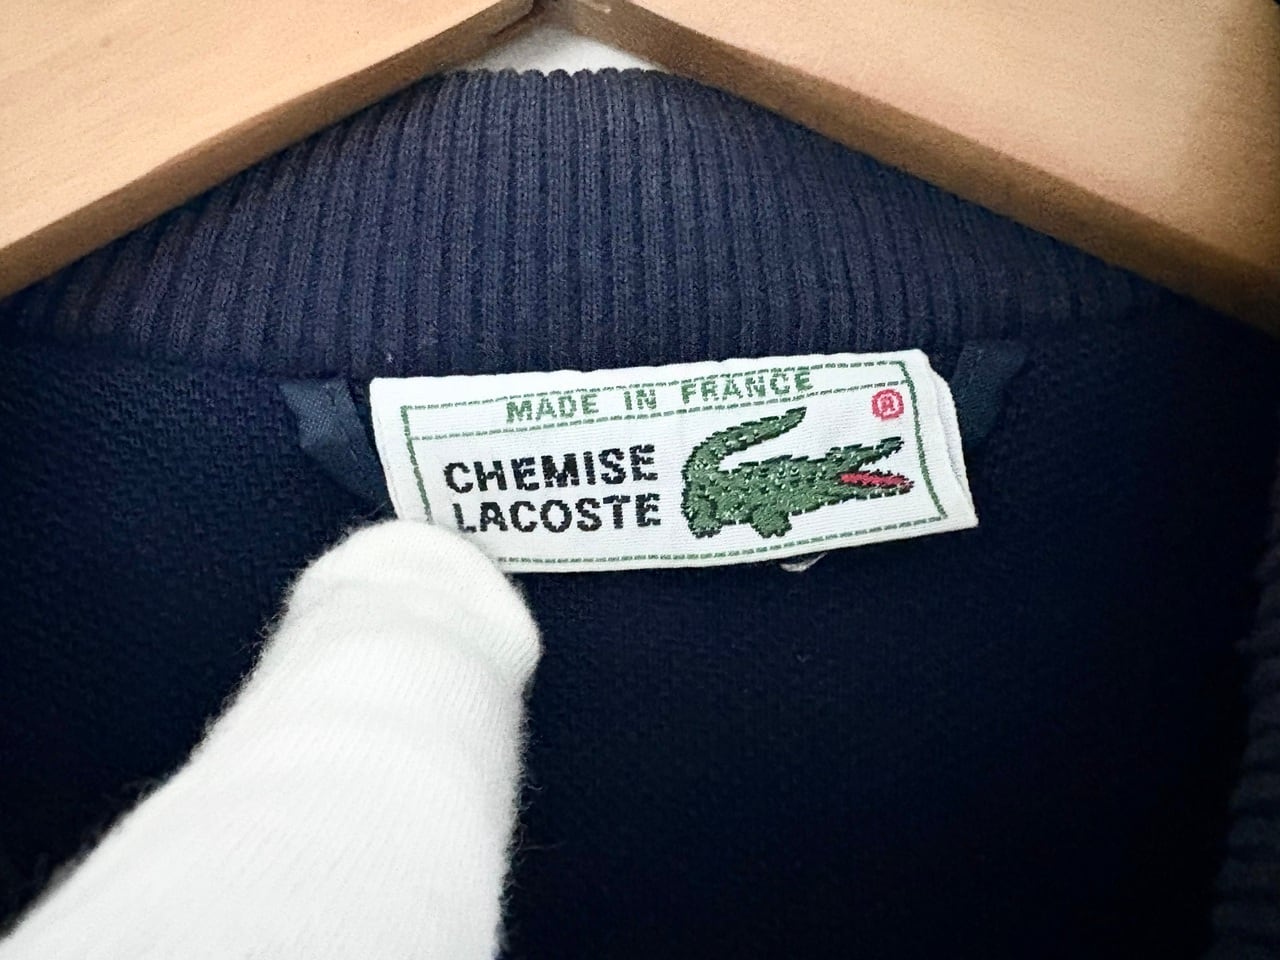 MADE IN FRANCE
®
CHEMISE
LACOSTE